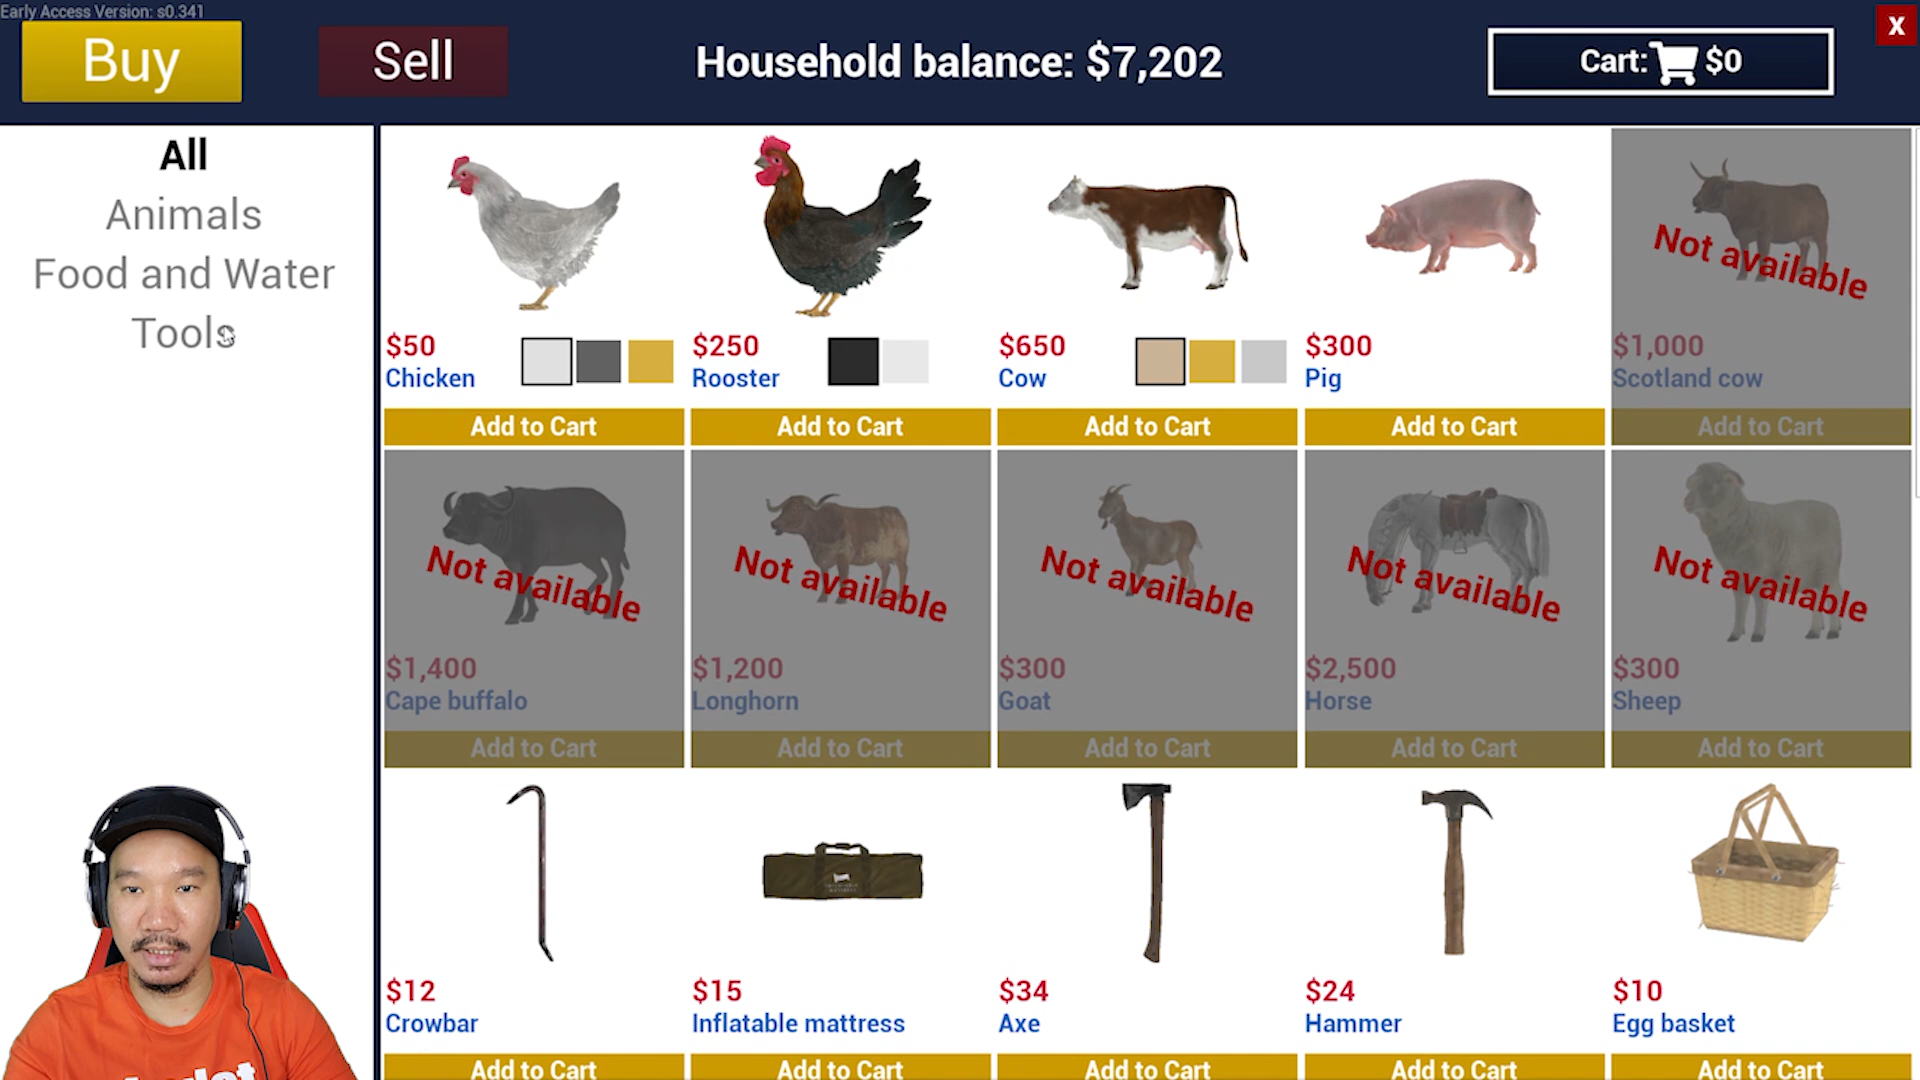 Early Access Version: s0.341
X
Buy
Sell
Household balance: $7,202
Cart: $0
All
Animals
Food and Water
Tools
$50
Chicken
Add to Cart
$250
Rooster
Add to Cart
$650
Cow
Add to Cart
$300
Pig
Add to Cart
Not available
$1,000
Scotland cow
Add to Cart
Not available
$1,400
Cape buffalo
Add to Cart
Not available
$1,200
Longhorn
Add to Cart
Not available
$300
Goat
Add to Cart
Not available
$2,500
Horse
Add to Cart
Not available
$300
Sheep
Add to Cart
$12
Crowbar
Add to Cart
$15
Inflatable mattress
Add to Cart
$34
Axe
Add to Cart
$24
Hammer
Add to Cart
$10
Egg basket
Add to Cart